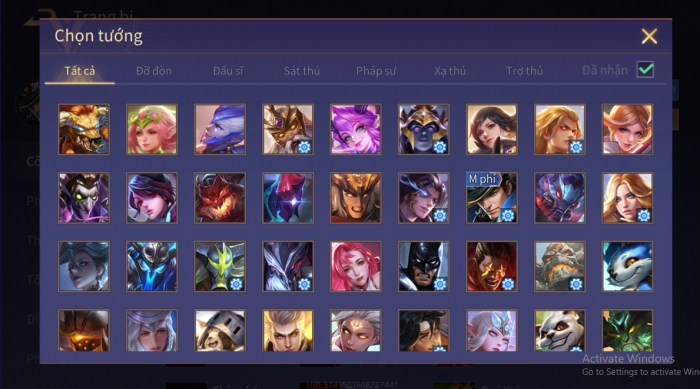 Trang bị
Chọn tướng
Tất cả
Đỡ đòn
Đấu sĩ
Sát thủ
Pháp sư
Xạ thủ
Trợ thủ
Đã nhận
M phí
Activate Windows
Go to Settings to activate Win